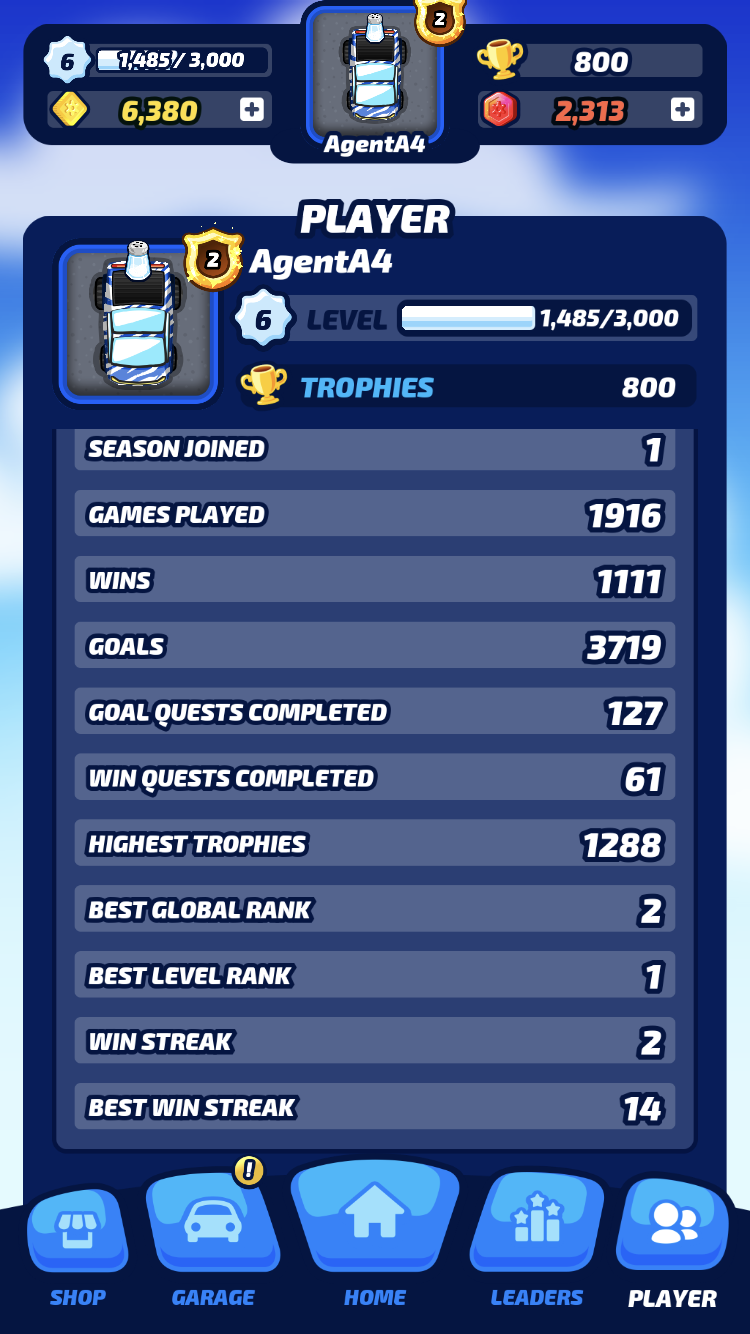 2
6 1,485/3,000
800
6,380
2,313
AgentA4
PLAYER
2
AgentA4
6 LEVEL 1,485/3,000
TROPHIES 800
SEASON JOINED 1
GAMES PLAYED 1916
WINS 1111
GOALS 3719
GOAL QUESTS COMPLETED 127
WIN QUESTS COMPLETED 61
HIGHEST TROPHIES 1288
BEST GLOBAL RANK 2
BEST LEVEL RANK 1
WIN STREAK 2
BEST WIN STREAK 14
!
SHOP GARAGE HOME LEADERS PLAYER